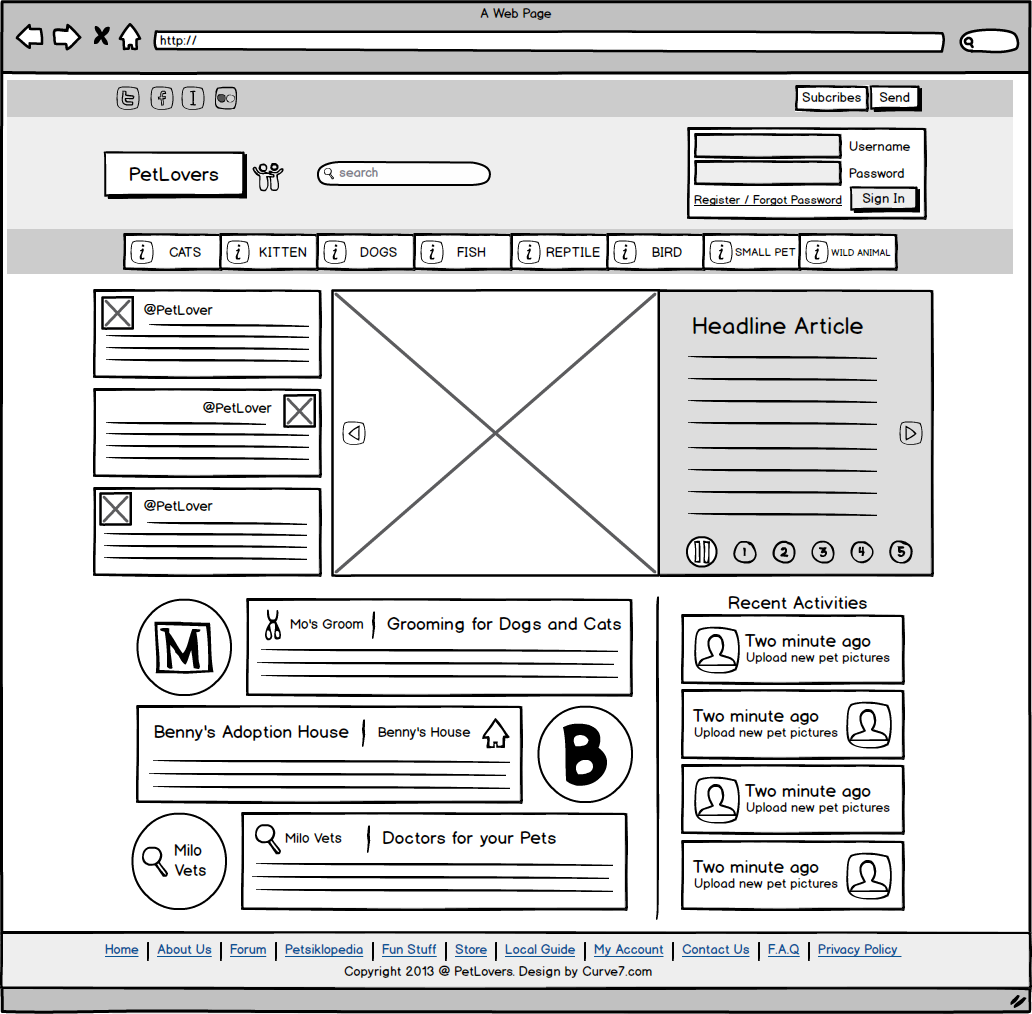 A Web Page
http://
Subcribes Send
Username
PetLovers
search
Password
Register / Forgot Password Sign In
i CATS i KITTEN i DOGS i FISH i REPTILE i BIRD i SMALL PET i WILD ANIMAL
@PetLover
@PetLover
@PetLover
Headline Article
1 2 3 4 5
M
Mo's Groom | Grooming for Dogs and Cats
Benny's Adoption House | Benny's House
B
Milo
Vets
Milo Vets | Doctors for your Pets
Recent Activities
Two minute ago
Upload new pet pictures
Two minute ago
Upload new pet pictures
Two minute ago
Upload new pet pictures
Two minute ago
Upload new pet pictures
Home | About Us | Forum | Petsiklopedia | Fun Stuff | Store | Local Guide | My Account | Contact Us | F.A.Q | Privacy Policy
Copyright 2013 @ PetLovers. Design by Curve7.com